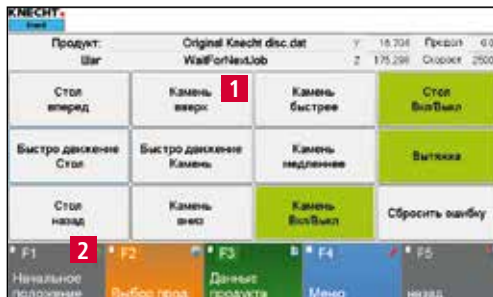 KNECHT
Продукт: Original Knecht disc.dat Y 16.706
Шаг WaitForNextJob Z 175.298 2500
Стол вперед
Камень вверх
1
Камень быстрее
Стол Вкл/Выкл
Быстро движение Стол
Быстро движение Камень
Камень медленнее
Вытяжка
Стол назад
Камень вниз
Камень Вкл/Выкл
Сбросить ошибку
2
F1 F2 F3 F4 F5
Начальное положение
Выбор прод
Данные продукта
Меню
назад